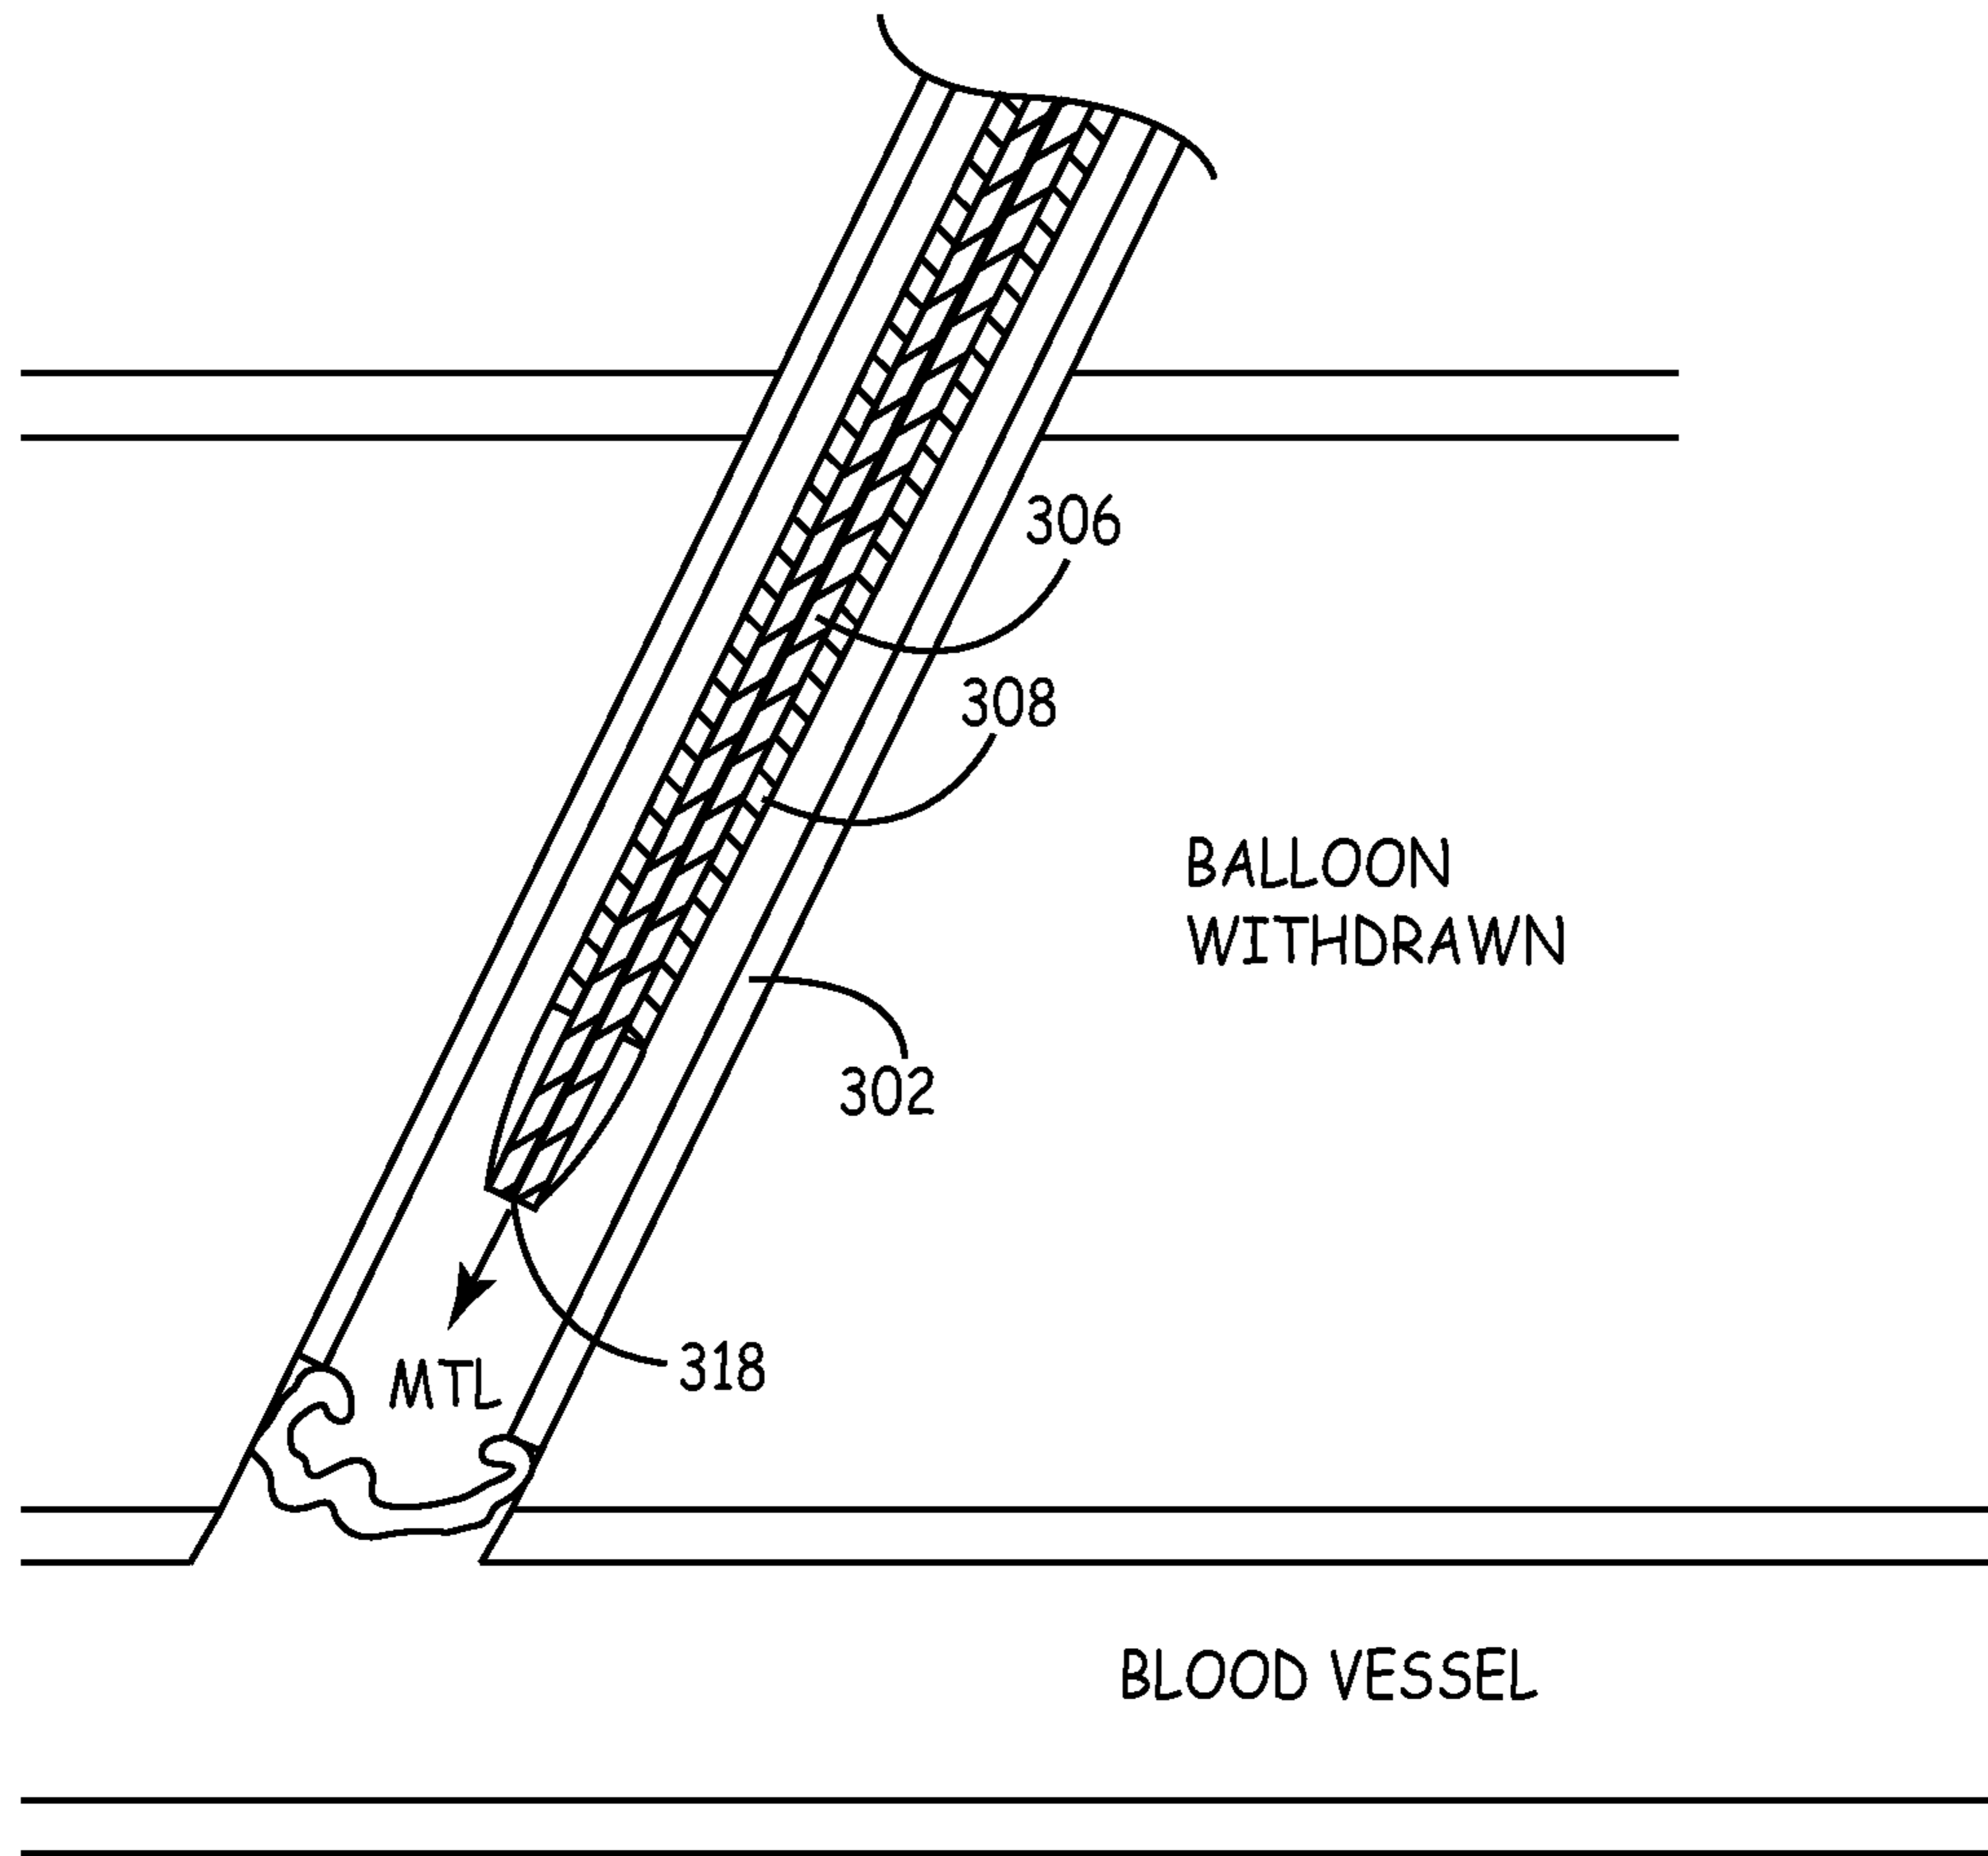 306
308
BALLOON
WITHDRAWN
302
318
MTL
BLOOD VESSEL